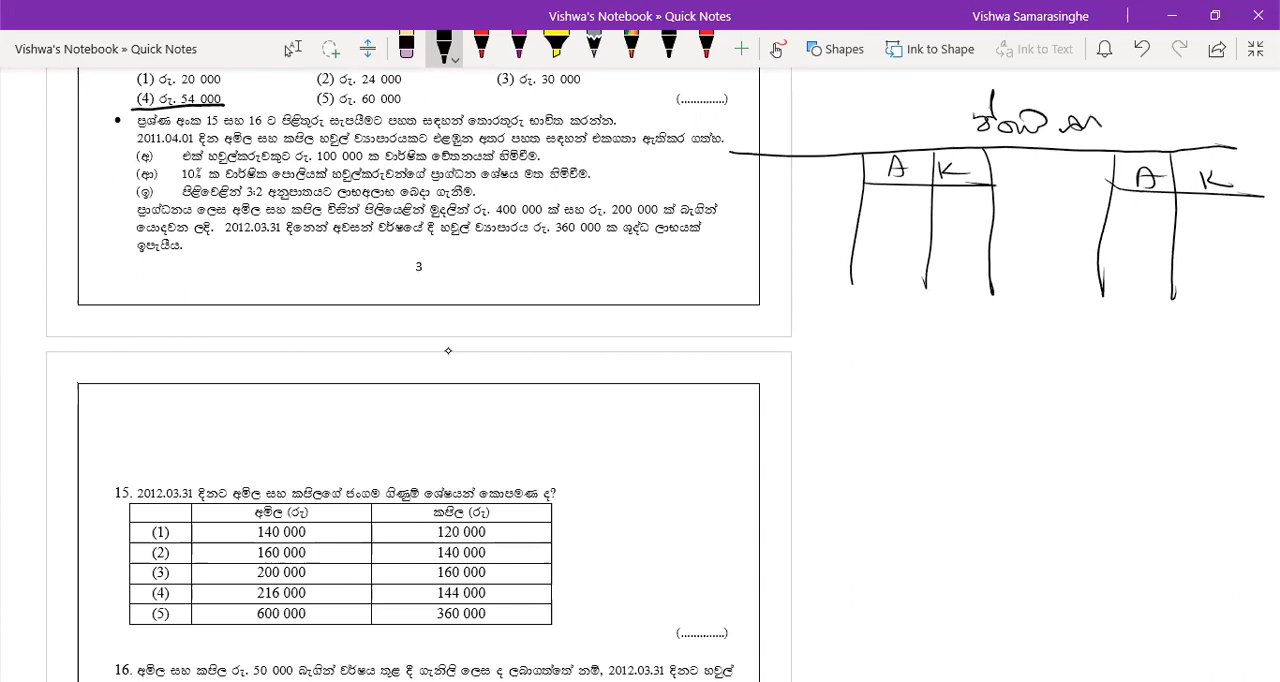 Vishwa's Notebook » Quick Notes
Vishwa Samarasinghe
Vishwa's Notebook » Quick Notes
Shapes
Ink to Shape
Ink to Text
(1) රු. 20 000 (2) රු. 24 000 (3) රු. 30 000
(4) රු. 54 000 (5) රු. 60 000 (.............)
• ප්‍රශ්ණ අංක 15 සහ 16 ට පිළිතුරු සැපයීමට පහත සඳහන් තොරතුරු භාවිත කරන්න.
2011.04.01 දින අමිල සහ කපිල හවුල් ව්‍යාපාරයකට එළඹුන අතර පහත සඳහන් එකගතා ඇතිකර ගත්හ.
(අ) එක් හවුල්කරුවකුට රු. 100 000 ක වාර්ෂික වේතනයක් හිමිවීම.
(ආ) 10% ක වාර්ෂික පොලියක් හවුල්කරුවන්ගේ ප්‍රාග්ධන ශේෂය මත හිමිවීම.
(ඉ) පිළිවෙළින් 3:2 අනුපාතයට ලාභඅලාභ බෙදා ගැනීම.
ප්‍රාග්ධනය ලෙස අමිල සහ කපිල විසින් පිලියෙළින් මුදලින් රු. 400 000 ක් සහ රු. 200 000 ක් බැගින්
යොදවන ලදි. 2012.03.31 දිනෙන් අවසන් වර්ෂයේ දී හවුල් ව්‍යාපාරය රු. 360 000 ක ශුද්ධ ලාභයක්
ඉපැයීය.
3
A K A K
15. 2012.03.31 දිනට අමිල සහ කපිලගේ ජංගම ගිණුම් ශේෂයන් කොපමණ ද?
අමිල (රු) කපිල (රු)
(1) 140 000 120 000
(2) 160 000 140 000
(3) 200 000 160 000
(4) 216 000 144 000
(5) 600 000 360 000
(..............)
16. අමිල සහ කපිල රු. 50 000 බැගින් වර්ෂය තුළ දී ගැනිලි ලෙස ද ලබාගත්තේ නම්, 2012.03.31 දිනට හවුල්